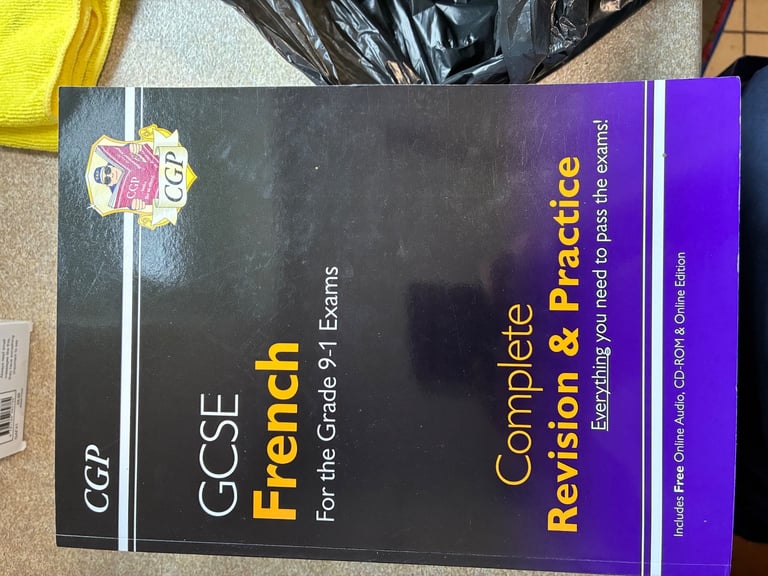 CGP
CGP
CGP
GCSE
French
For the Grade 9-1 Exams
Complete
Revision & Practice
Everything you need to pass the exams!
Includes Free Online Audio, CD-ROM & Online Edition